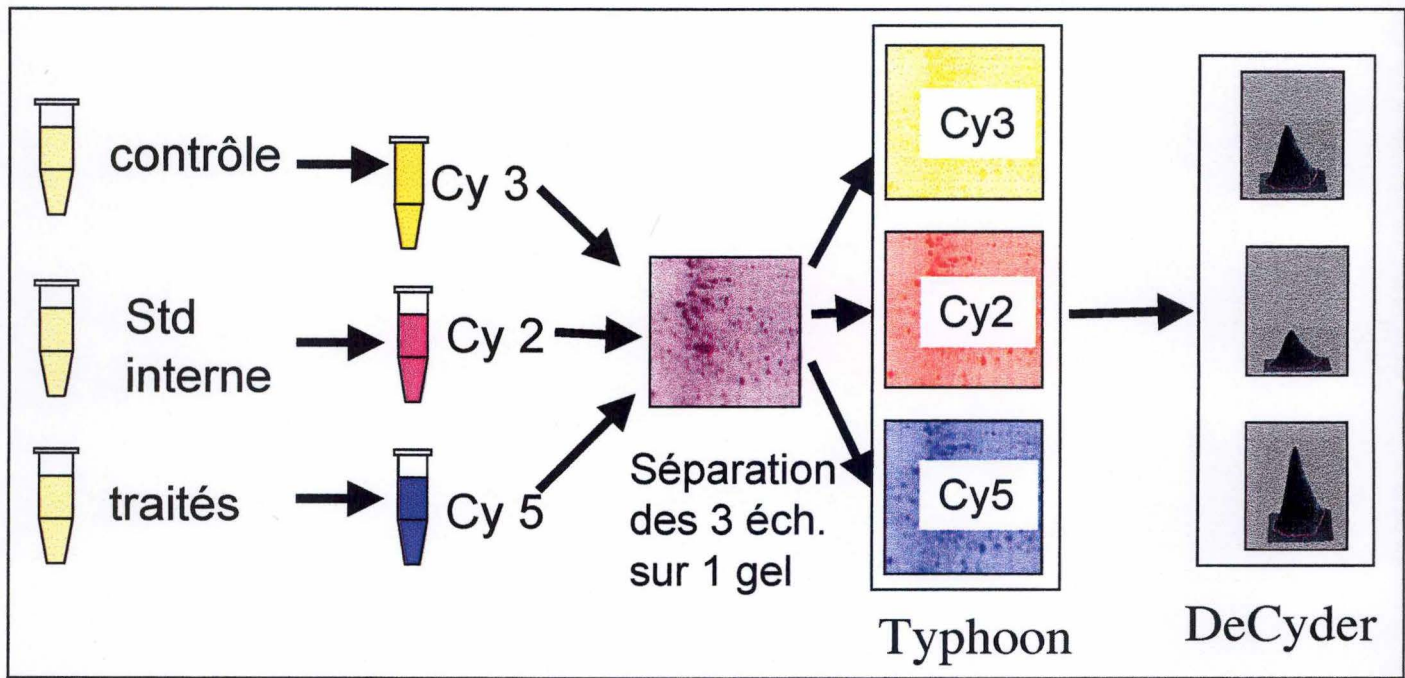 contrôle
Cy 3
Std
interne
Cy 2
traités
Cy 5
Séparation
des 3 éch.
sur 1 gel
Cy3
Cy2
Cy5
Typhoon
DeCyder